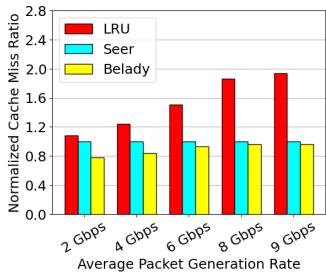 Normalized Cache Miss Ratio
2.8
2.4
2.0
1.6
1.2
0.8
0.4
0.0
LRU
Seer
Belady
2 Gbps
4 Gbps
6 Gbps
8 Gbps
9 Gbps
Average Packet Generation Rate